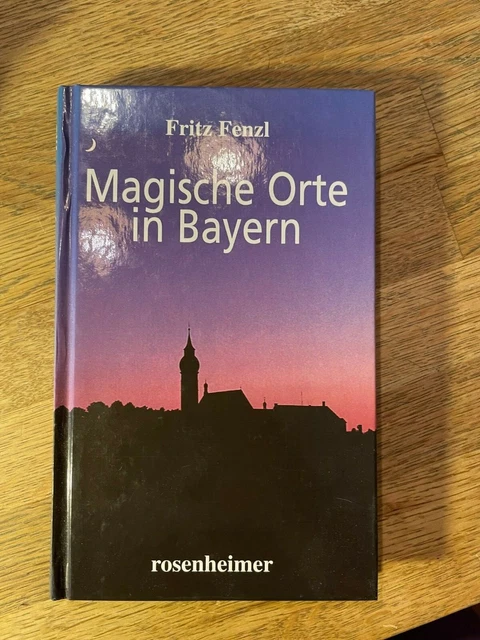 Fritz Fenzl
Magische Orte
in Bayern
rosenheimer